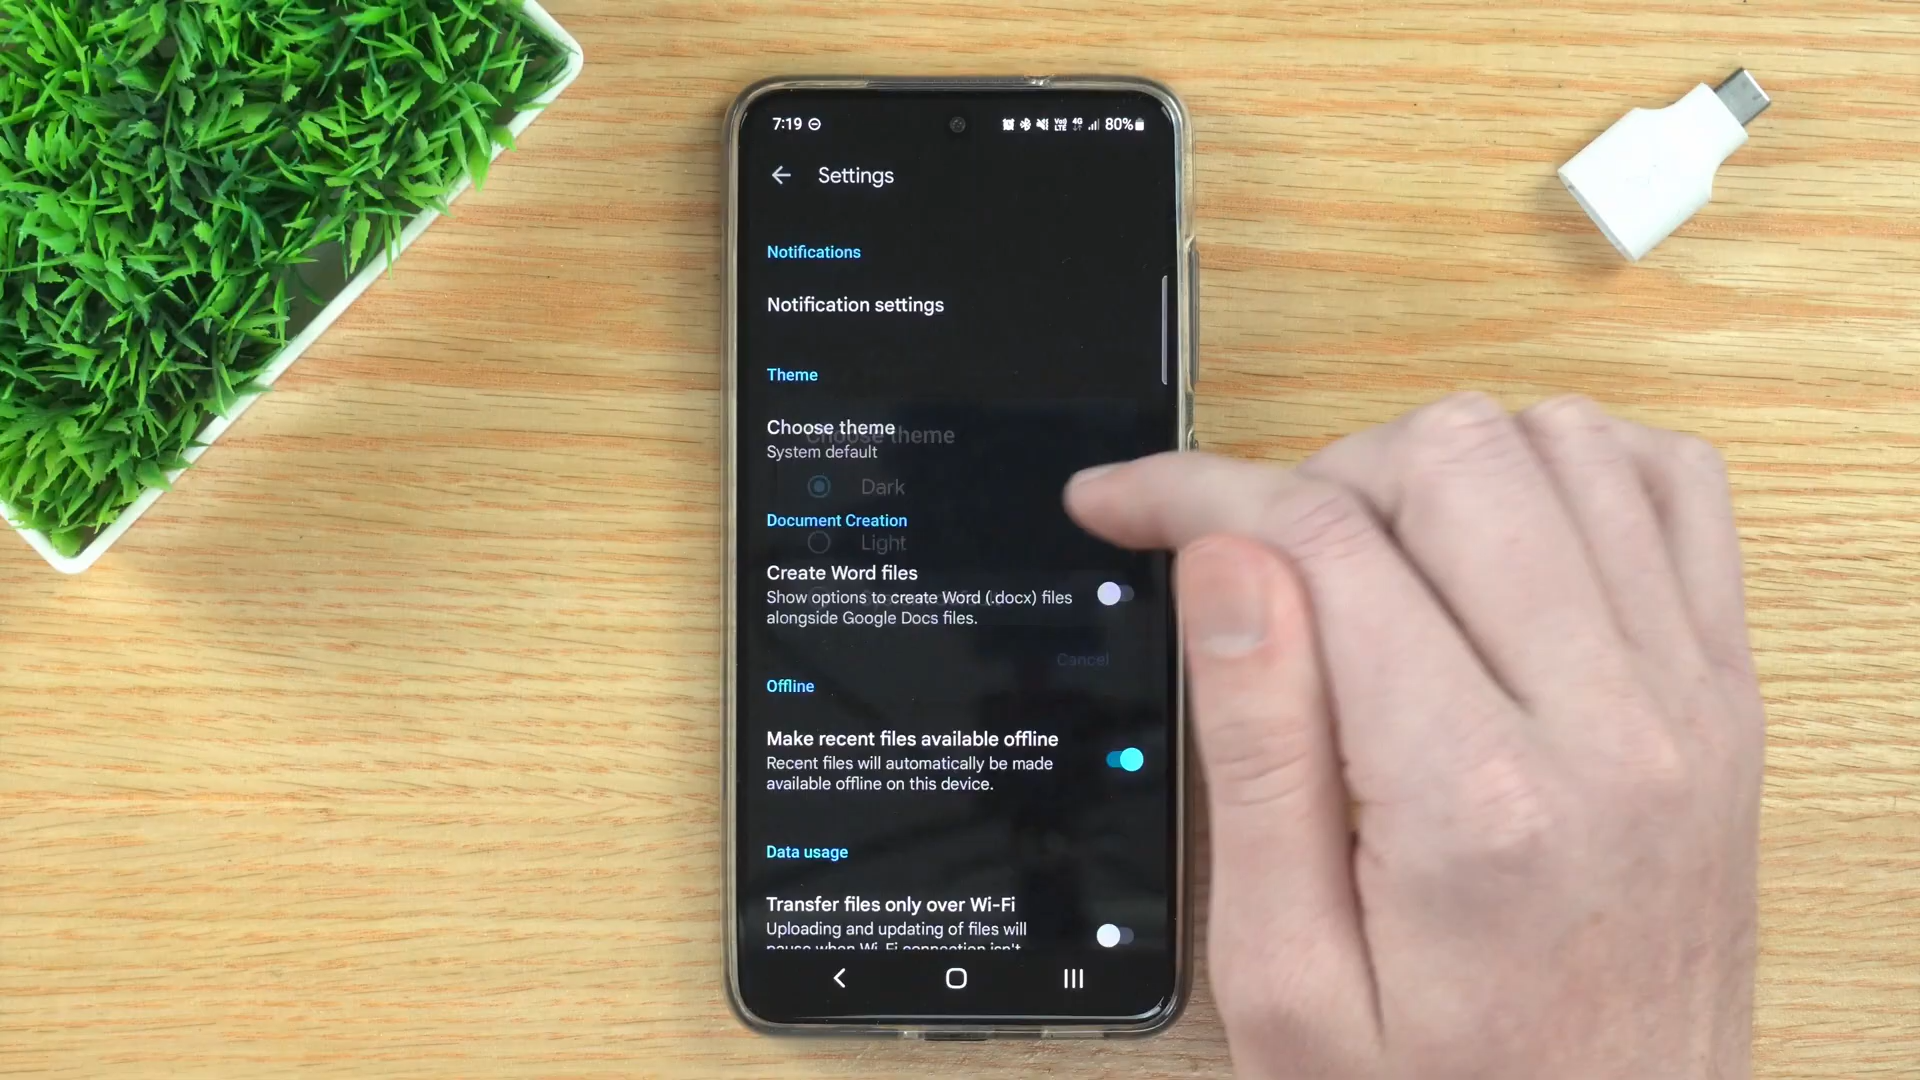 7:19
Vo)) LTE 4G 80%
Settings
Notifications
Notification settings
Theme
Choose theme
Choose theme
System default
Dark
Document Creation
Light
Create Word files
Show options to create Word (.docx) files
alongside Google Docs files.
Cancel
Offline
Make recent files available offline
Recent files will automatically be made
available offline on this device.
Data usage
Transfer files only over Wi-Fi
Uploading and updating of files will
pause when Wi-Fi connection isn't